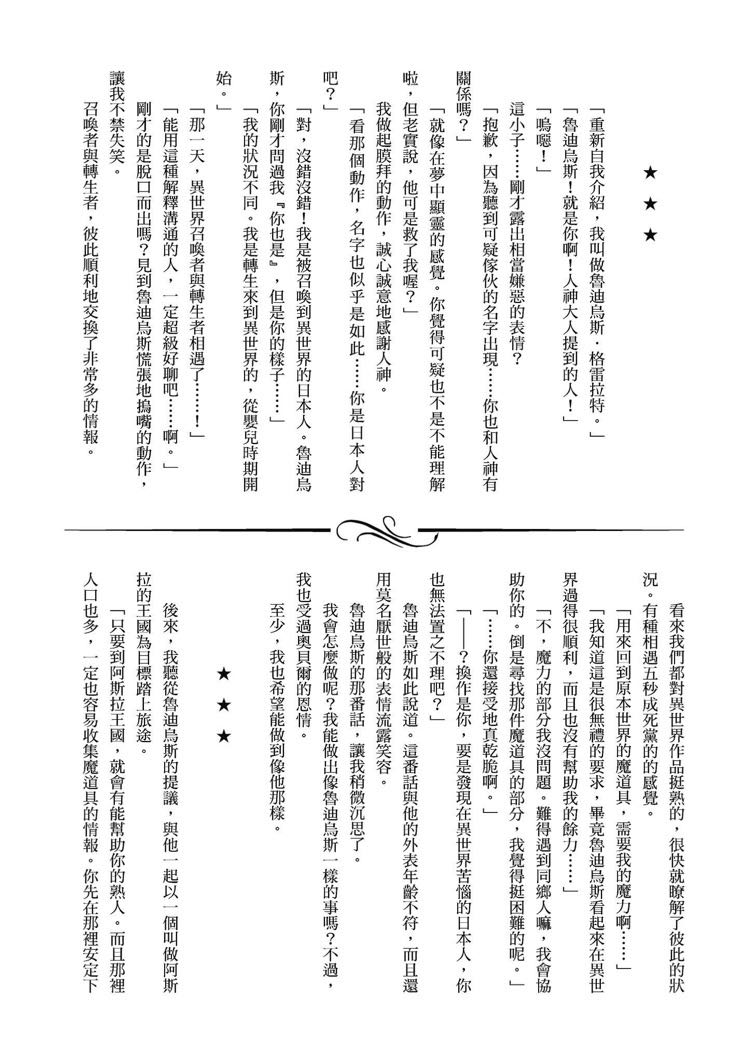 ★ ★ ★
「重新自我介紹，我叫做魯迪烏斯‧格雷拉特。」
「魯迪烏斯！就是你啊！人神大人提到的人！」
「嗚噁！」
這小子……剛才露出相當嫌惡的表情？
「抱歉，因為聽到可疑傢伙的名字出現……你也和人神有
關係嗎？」
「就像在夢中顯靈的感覺。你覺得可疑也不是不能理解
啦，但老實說，他可是救了我喔？」
我做起膜拜的動作，誠心誠意地感謝人神。
「看那個動作，名字也似乎是如此……你是日本人對
吧？」
「對，沒錯沒錯！我是被召喚到異世界的日本人。魯迪烏
斯，你剛才問過我『你也是』，但是你的樣子……」
「我的狀況不同。我是轉生來到異世界的，從嬰兒時期開
始。」
「那一天，異世界召喚者與轉生者相遇了……！」
「能用這種解釋溝通的人，一定超級好聊吧……啊。」
剛才的是脫口而出嗎？見到魯迪烏斯慌張地摀嘴的動作，
讓我不禁失笑。
召喚者與轉生者，彼此順利地交換了非常多的情報。
看來我們都對異世界作品挺熟的，很快就瞭解了彼此的狀
況。有種相遇五秒成死黨的的感覺。
「用來回到原本世界的魔道具，需要我的魔力啊……」
「我知道這是很無禮的要求，畢竟魯迪烏斯看起來在異世
界過得很順利，而且也沒有幫助我的餘力……」
「不，魔力的部分我沒問題。難得遇到同鄉人嘛，我會協
助你的。倒是尋找那件魔道具的部分，我覺得挺困難的呢。」
「……你還接受地真乾脆啊。」
「——？換作是你，要是發現在異世界苦惱的日本人，你
也無法置之不理吧？」
魯迪烏斯如此說道。這番話與他的外表年齡不符，而且還
用莫名厭世般的表情流露笑容。
魯迪烏斯的那番話，讓我稍微沉思了。
我會怎麼做呢？我能做出像魯迪烏斯一樣的事嗎？不過，
我也受過奧貝爾的恩情。
至少，我也希望能做到像他那樣。
★ ★ ★
後來，我聽從魯迪烏斯的提議，與他一起以一個叫做阿斯
拉的王國為目標踏上旅途。
「只要到阿斯拉王國，就會有能幫助你的熟人。而且那裡
人口也多，一定也容易收集魔道具的情報。你先在那裡安定下